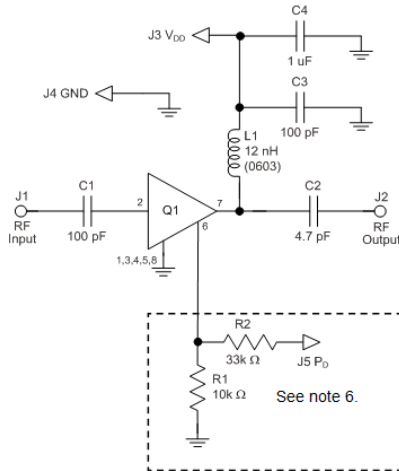 C4
J3 V_DD
1 uF
J4 GND
C3
L1
100 pF
12 nH
(0603)
J1
C1
C2
J2
2
Q1
7
RF
Input
100 pF
6
4.7 pF
RF
Output
1,3,4,5,8
R2
33k Ω
J5 P_D
R1
10k Ω
See note 6.